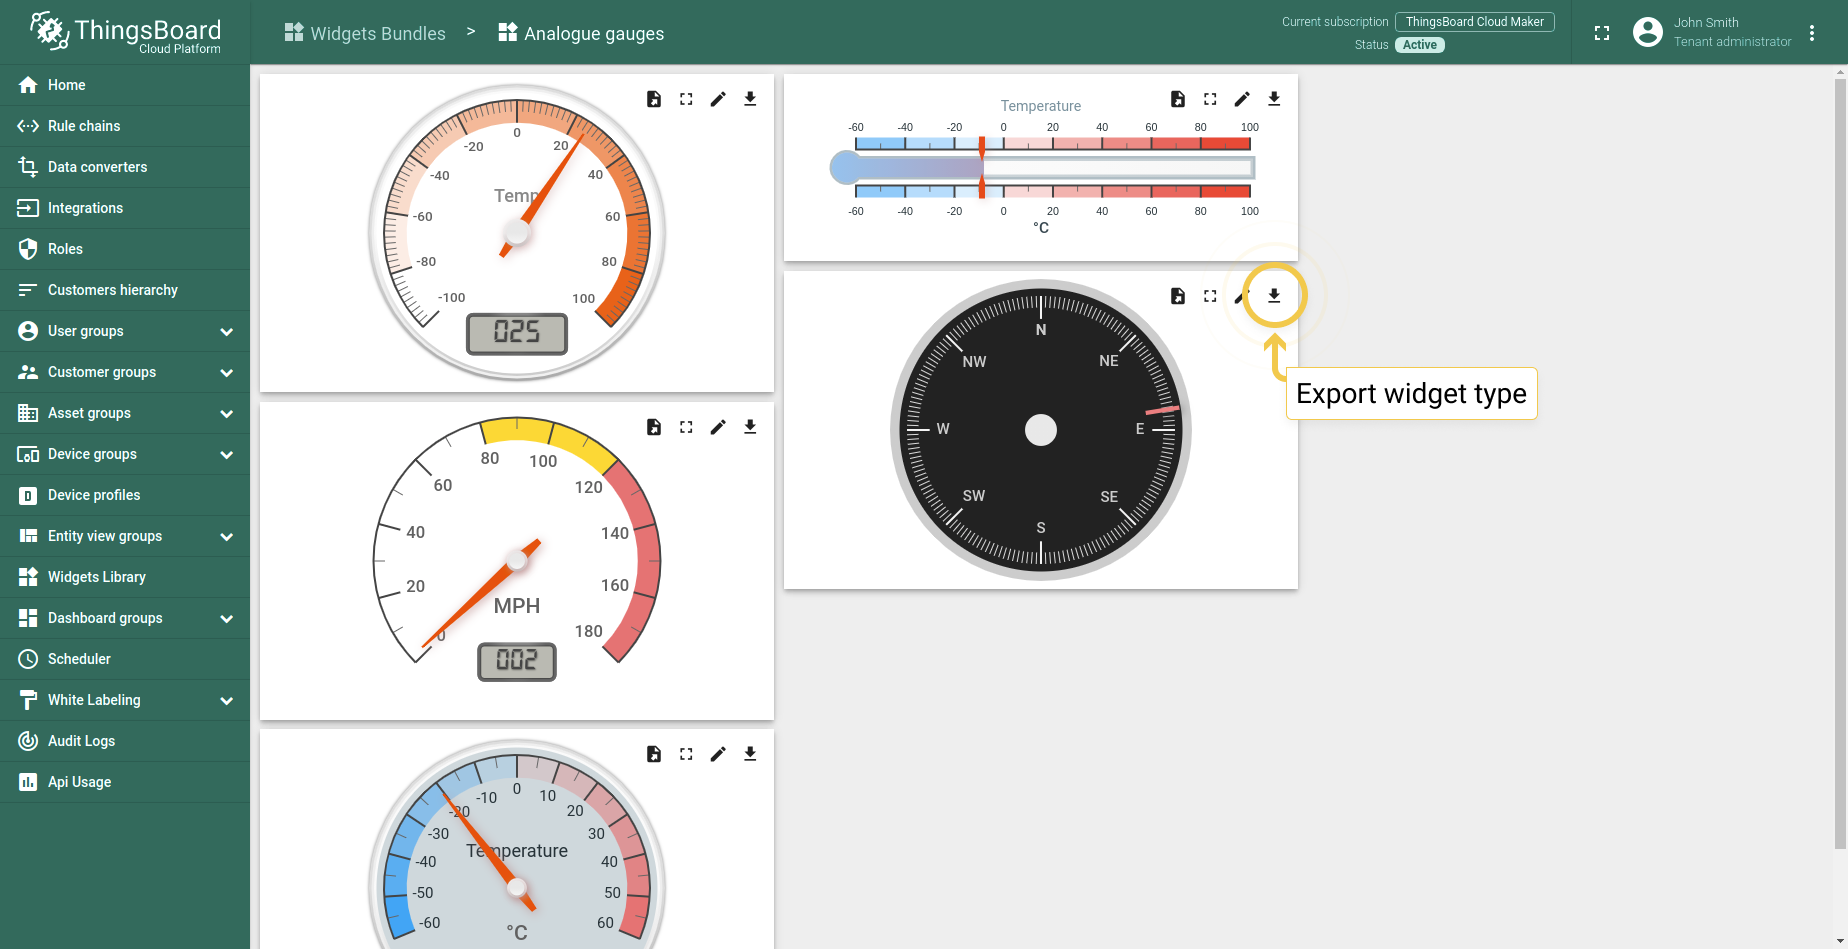 ThingsBoard
Cloud Platform
Widgets Bundles > Analogue gauges
Current subscription ThingsBoard Cloud Maker
Status Active
John Smith
Tenant administrator
Home
Rule chains
Data converters
Integrations
Roles
Customers hierarchy
User groups
Customer groups
Asset groups
Device groups
Device profiles
Entity view groups
Widgets Library
Dashboard groups
Scheduler
White Labeling
Audit Logs
Api Usage
0
-20 20
-40 40
Temp
-60 60
-80 80
-100 100
025
80 100
60 120
40 140
20 160
MPH
0 180
002
0
-10 10
-20 20
-30 30
Temperature
-40 40
-50 50
-60 60
°C
Temperature
-60 -40 -20 0 20 40 60 80 100
-60 -40 -20 0 20 40 60 80 100
°C
N
NW NE
W E
SW SE
S
Export widget type